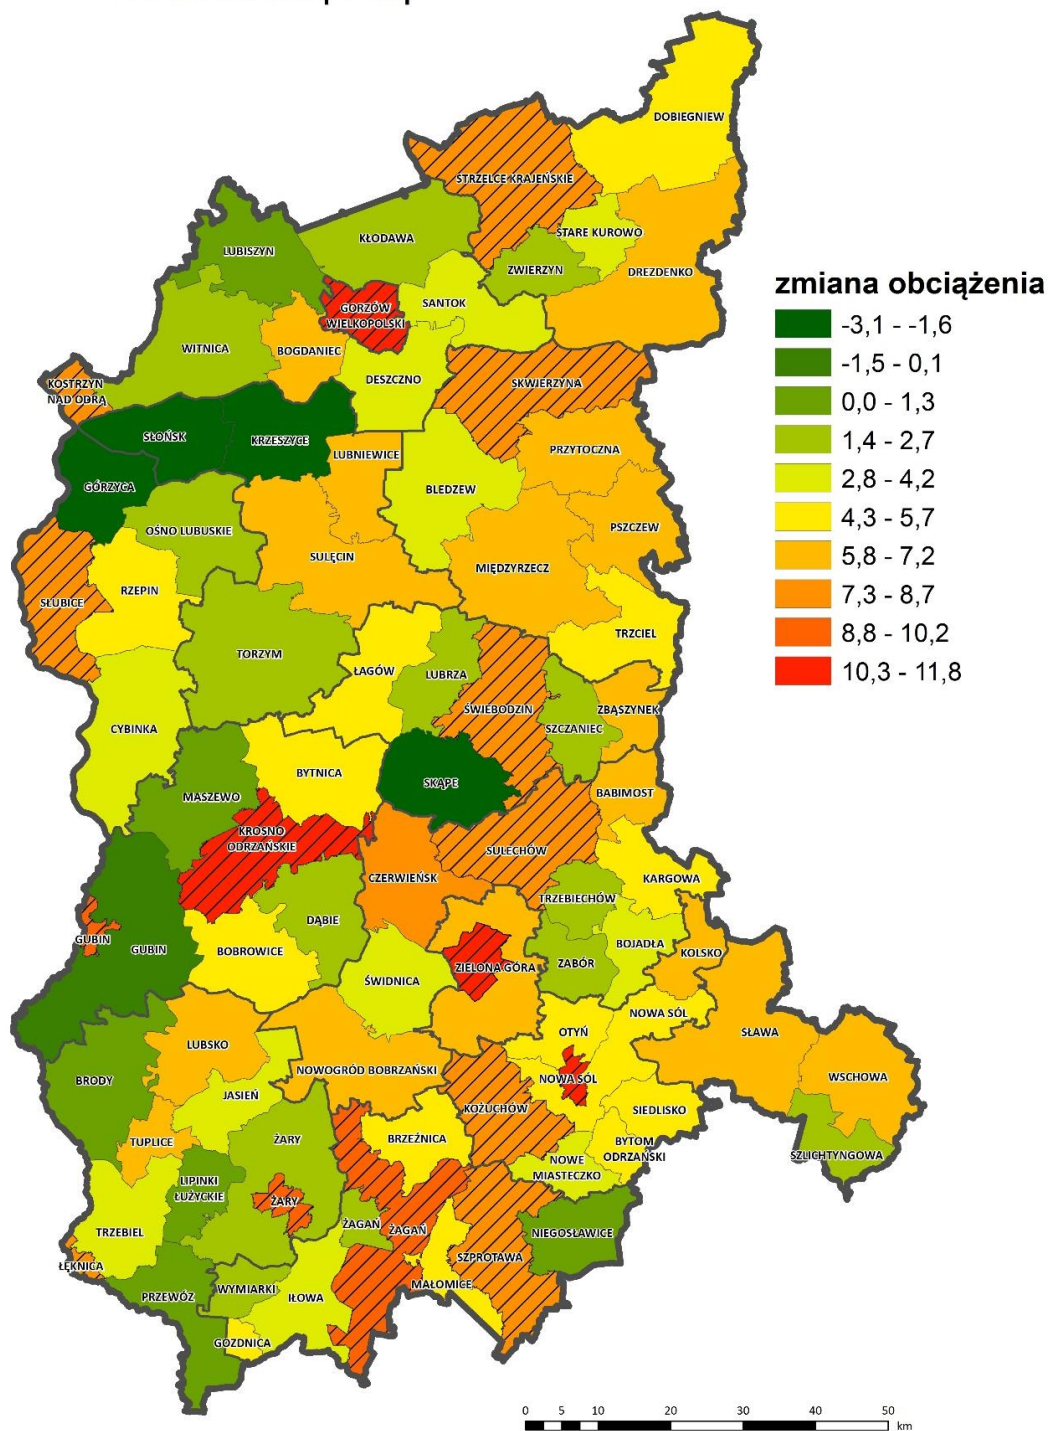 DOBIEGNIEW
STRZELCE KRAJEŃSKIE
STARE KUROWO
KŁODAWA
LUBISZYN
ZWIERZYN
DREZDENKO
zmiana obciążenia
-3,1 - -1,6
-1,5 - 0,1
0,0 - 1,3
1,4 - 2,7
2,8 - 4,2
4,3 - 5,7
5,8 - 7,2
7,3 - 8,7
8,8 - 10,2
10,3 - 11,8
SANTOK
GORZÓW
WIELKOPOLSKI
WITNICA
BOGDANIEC
DESZCZNO
SKWIERZYNA
KOSTRZYN
NAD ODRĄ
SŁOŃSK
KRZESZYCE
LUBNIEWICE
PRZYTOCZNA
GÓRZYCA
BLEDZEW
OŚNO LUBUSKIE
PSZCZEW
SULĘCIN
MIĘDZYRZECZ
RZEPIN
SŁUBICE
TRZCIEL
TORZYM
ŁAGÓW
LUBRZA
ŚWIEBODZIN
ZBĄSZYNEK
CYBINKA
SZCZANIEC
BYTNICA
SKĄPE
BABIMOST
MASZEWO
KROSNO
ODRZAŃSKIE
SULECHÓW
CZERWIEŃSK
KARGOWA
TRZEBIECHÓW
DĄBIE
GUBIN
GUBIN
BOBROWICE
BOJADŁA
KOLSKO
ZABÓR
ZIELONA GÓRA
ŚWIDNICA
NOWA SÓL
OTYŃ
SŁAWA
LUBSKO
NOWOGRÓD BOBRZAŃSKI
BRODY
NOWA SÓL
WSCHOWA
JASIEŃ
KOŻUCHÓW
SIEDLISKO
TUPLICE
ŻARY
BRZEŹNICA
BYTOM
ODRZAŃSKI
SZLICHTYNGOWA
NOWE
MIASTECZKO
LIPINKI
ŁUŻYCKIE
ŻARY
ŻAGAŃ
ŻAGAŃ
TRZEBIEL
NIEGOSŁAWICE
SZPROTAWA
ŁĘKNICA
MAŁOMICE
WYMIARKI
PRZEWÓZ
IŁOWA
GOZDNICA
0 5 10 20 30 40 50
km